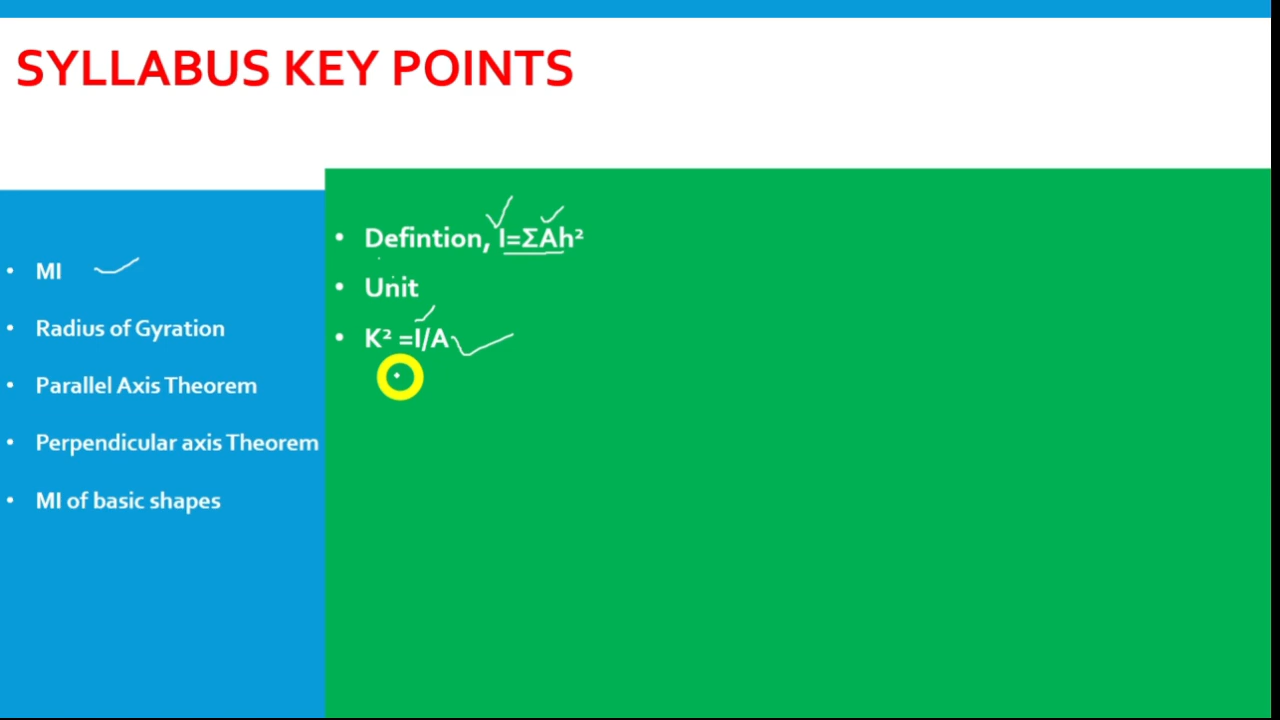 SYLLABUS KEY POINTS
• MI
• Radius of Gyration
• Parallel Axis Theorem
• Perpendicular axis Theorem
• MI of basic shapes
• Defintion, I=ΣAh²
• Unit
• K² =I/A